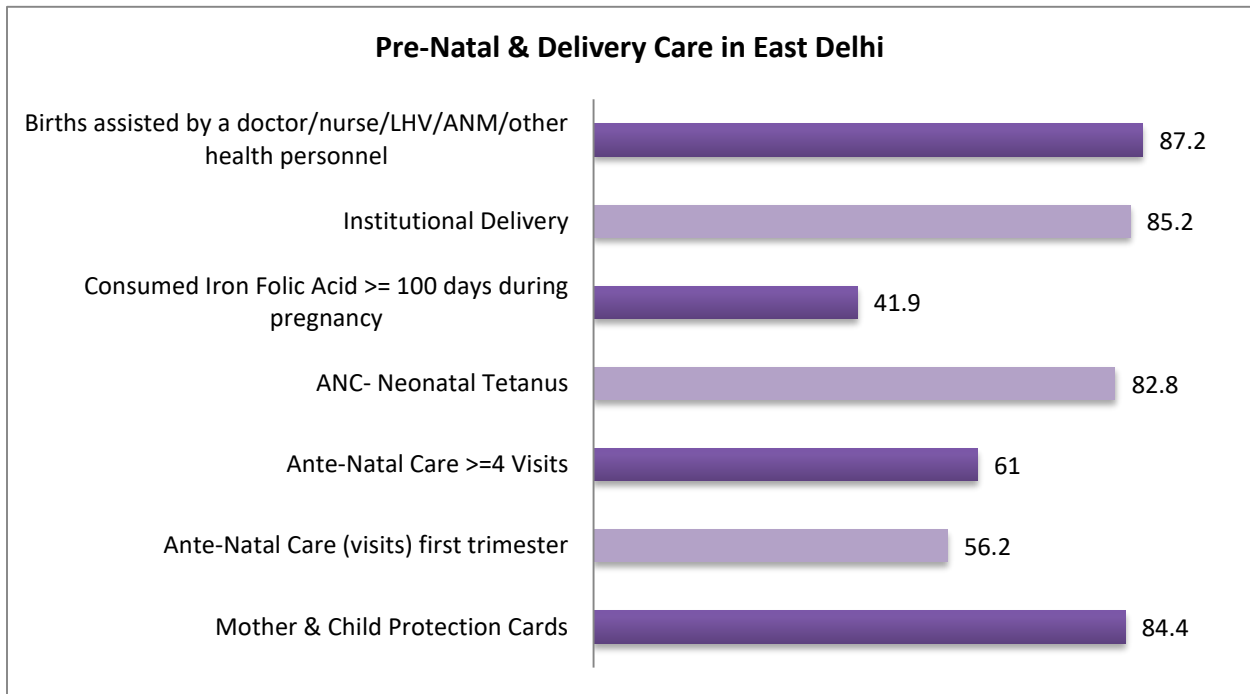 Pre-Natal & Delivery Care in East Delhi
Births assisted by a doctor/nurse/LHV/ANM/other
health personnel
87.2
Institutional Delivery
85.2
Consumed Iron Folic Acid >= 100 days during
pregnancy
41.9
ANC- Neonatal Tetanus
82.8
Ante-Natal Care >=4 Visits
61
Ante-Natal Care (visits) first trimester
56.2
Mother & Child Protection Cards
84.4